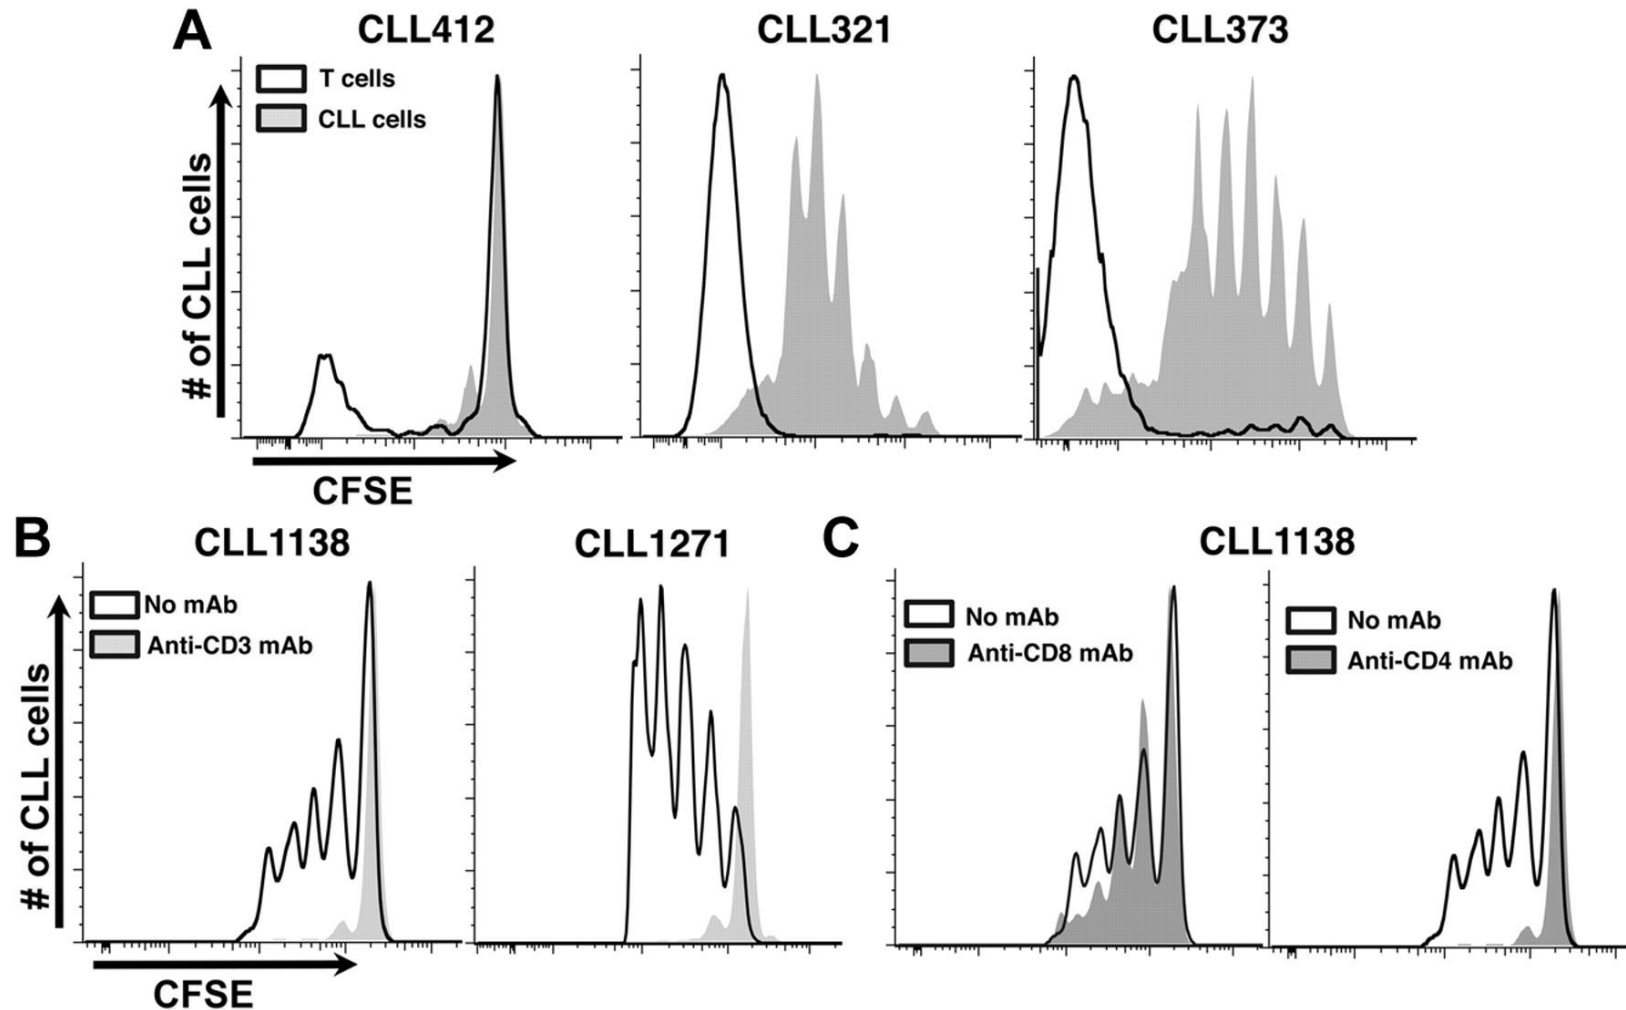 A
CLL412
CLL321
CLL373
T cells
CLL cells
# of CLL cells
CFSE
B
CLL1138
CLL1271
C
CLL1138
No mAb
Anti-CD3 mAb
No mAb
Anti-CD8 mAb
No mAb
Anti-CD4 mAb
# of CLL cells
CFSE